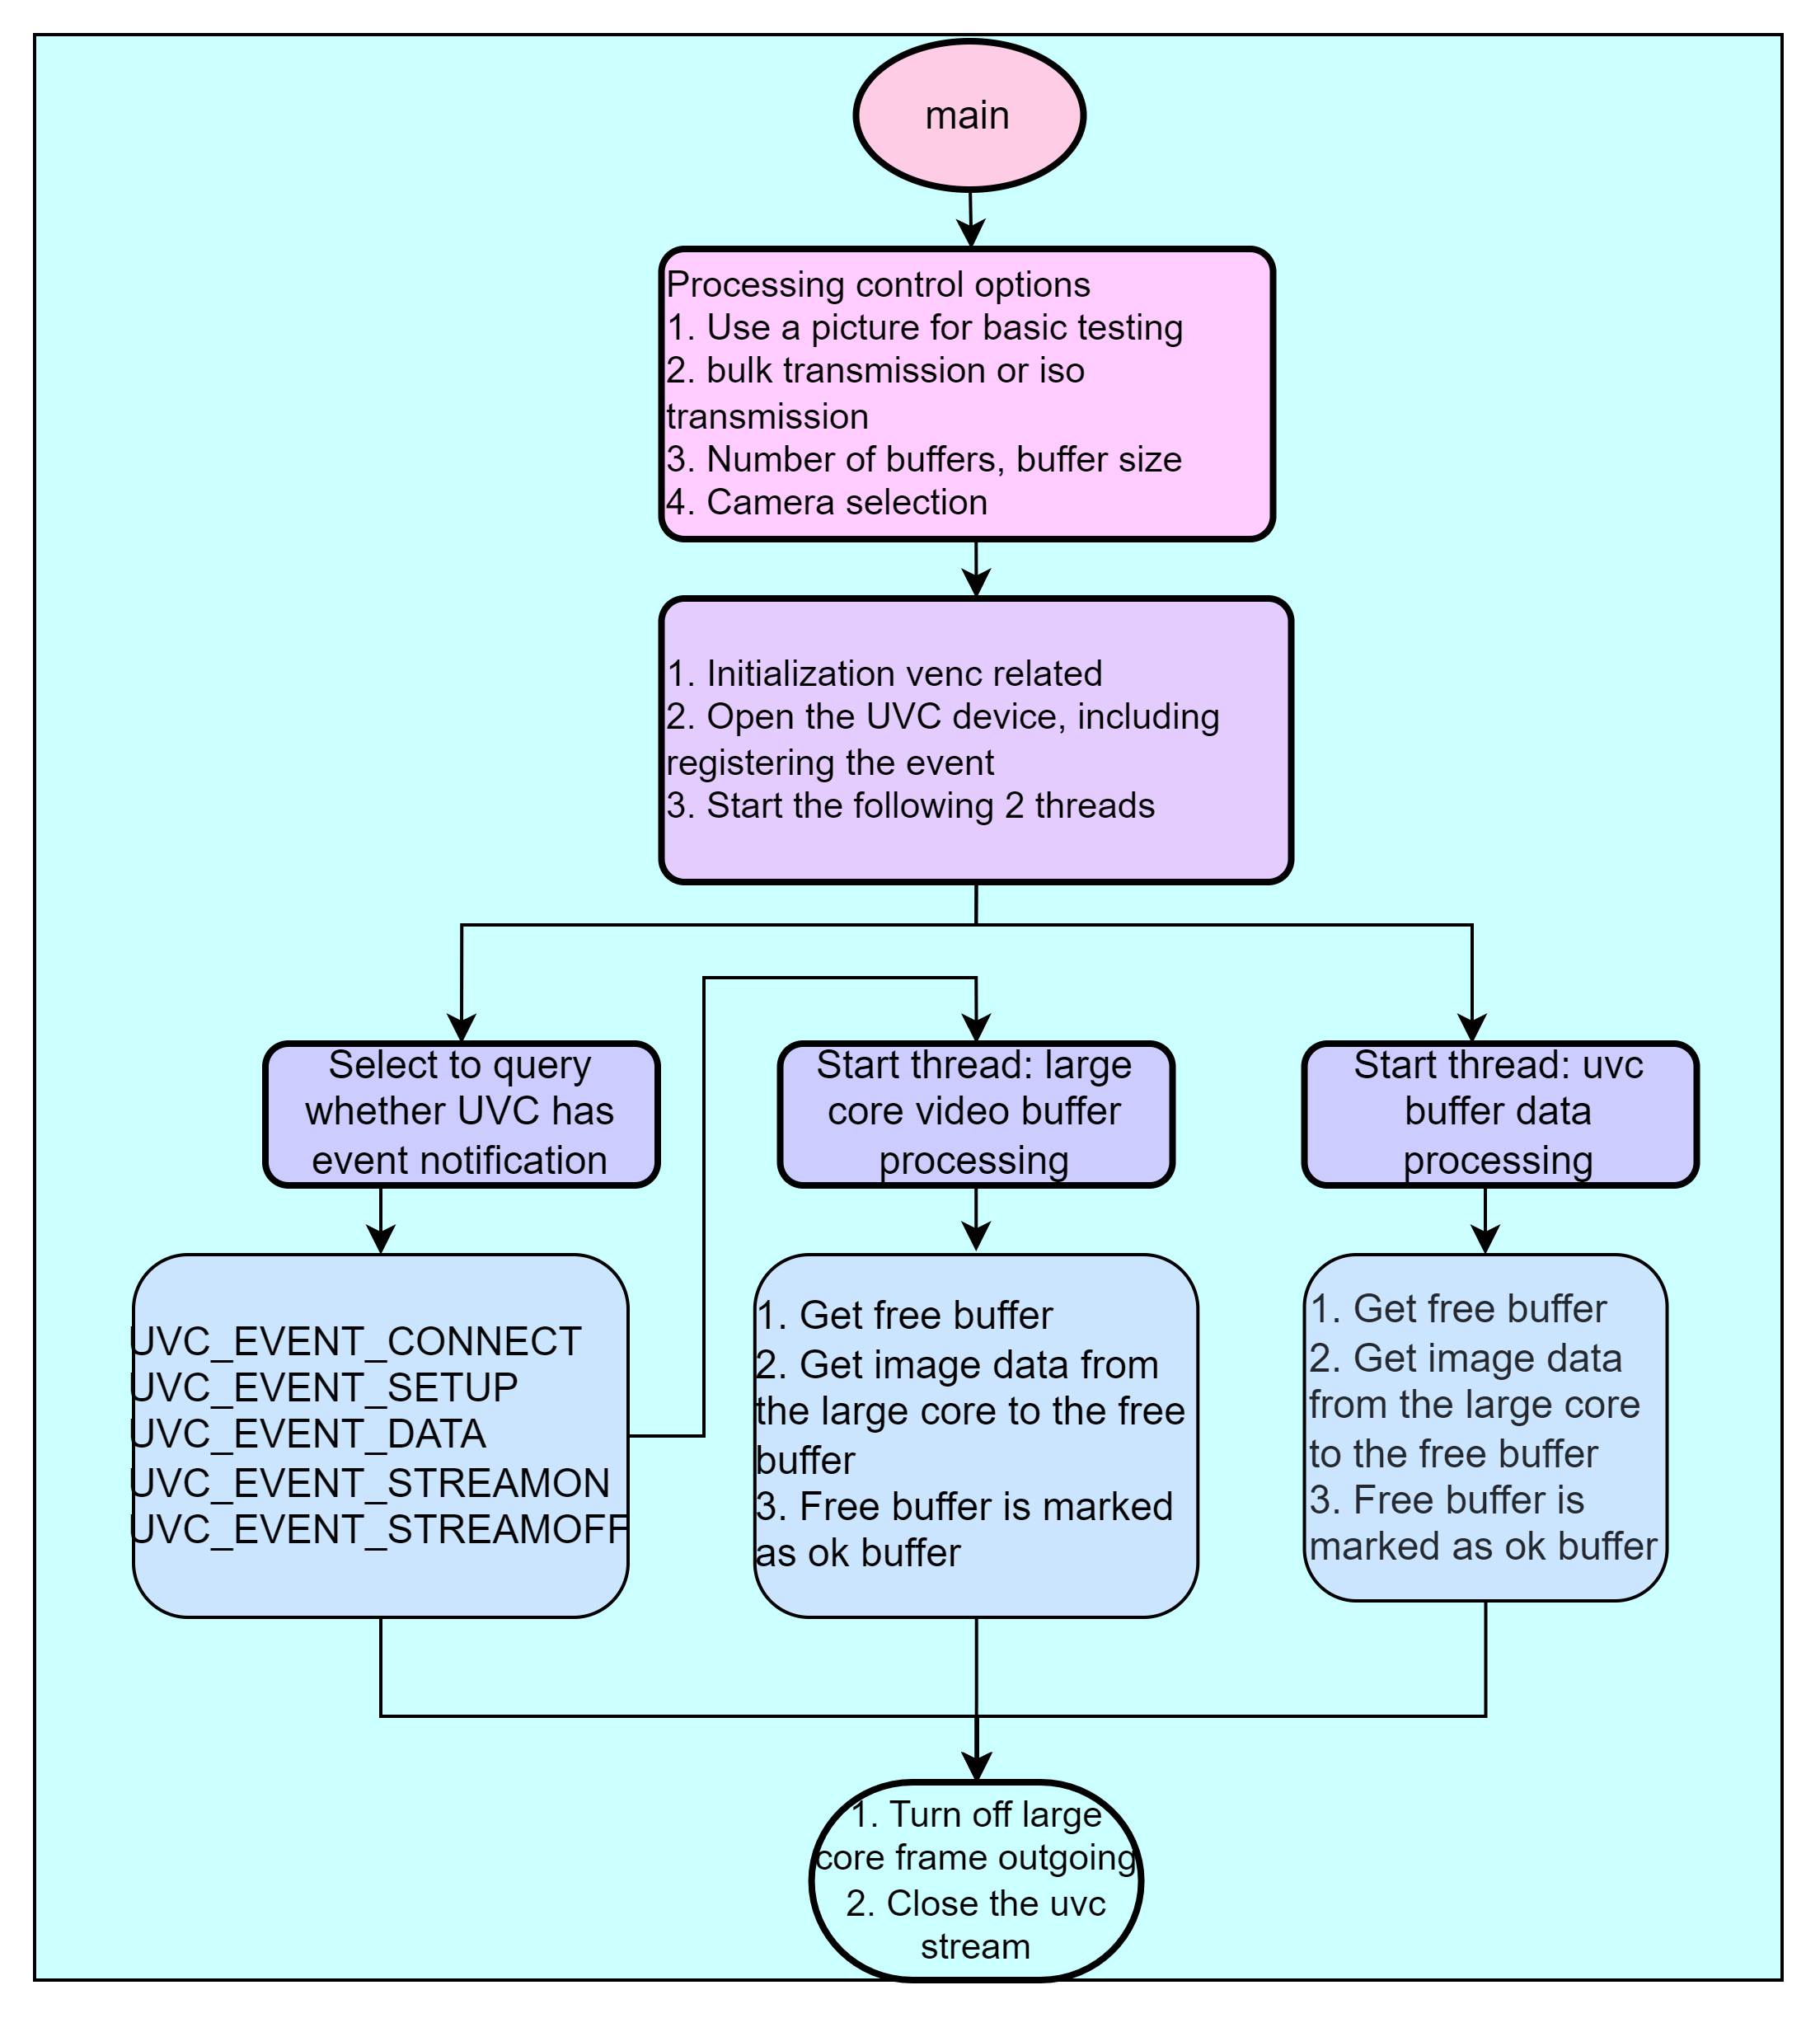 main
Processing control options
1. Use a picture for basic testing
2. bulk transmission or iso
transmission
3. Number of buffers, buffer size
4. Camera selection
1. Initialization venc related
2. Open the UVC device, including
registering the event
3. Start the following 2 threads
Select to query
whether UVC has
event notification
Start thread: large
core video buffer
processing
Start thread: uvc
buffer data
processing
UVC_EVENT_CONNECT
UVC_EVENT_SETUP
UVC_EVENT_DATA
UVC_EVENT_STREAMON
UVC_EVENT_STREAMOFF
1. Get free buffer
2. Get image data from
the large core to the free
buffer
3. Free buffer is marked
as ok buffer
1. Get free buffer
2. Get image data
from the large core
to the free buffer
3. Free buffer is
marked as ok buffer
1. Turn off large
core frame outgoing
2. Close the uvc
stream